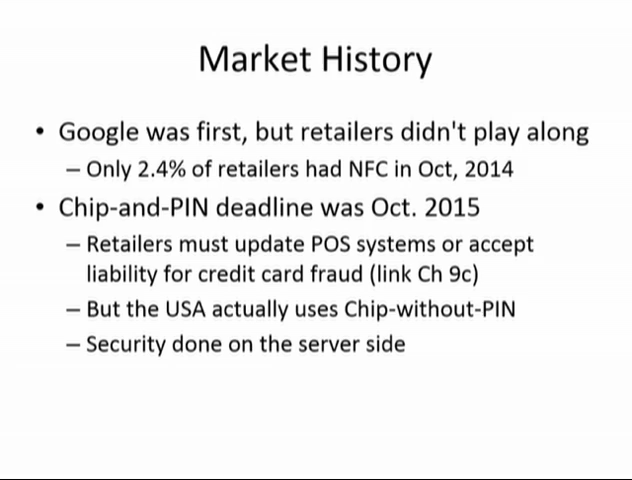 Market History
• Google was first, but retailers didn't play along
– Only 2.4% of retailers had NFC in Oct, 2014
• Chip-and-PIN deadline was Oct. 2015
– Retailers must update POS systems or accept
liability for credit card fraud (link Ch 9c)
– But the USA actually uses Chip-without-PIN
– Security done on the server side